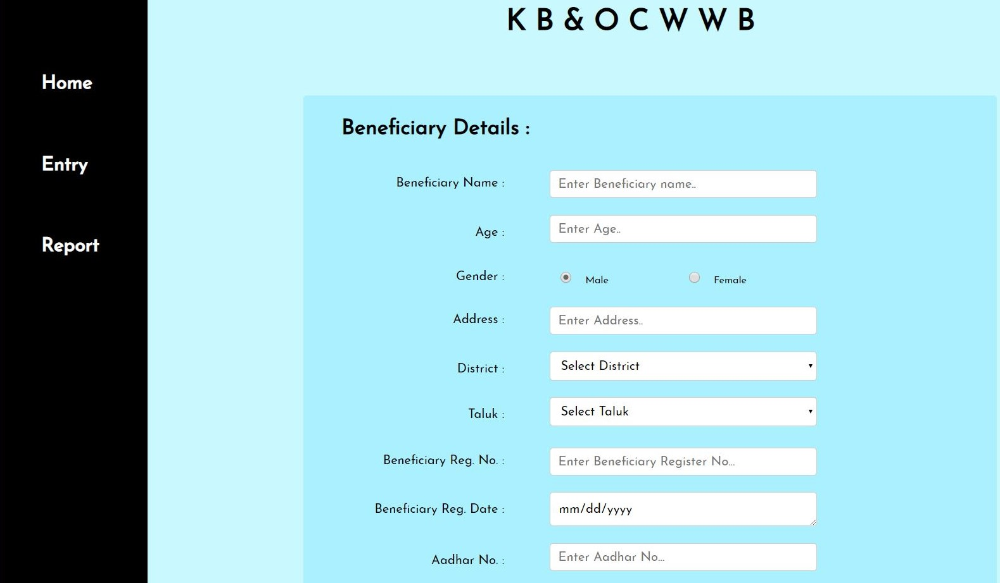 K B & O C W W B
Home
Entry
Report
Beneficiary Details :
Beneficiary Name :
Enter Beneficiary name..
Age :
Enter Age..
Gender :
Male
Female
Address :
Enter Address..
District :
Select District
Taluk :
Select Taluk
Beneficiary Reg. No. :
Enter Beneficiary Register No...
Beneficiary Reg. Date :
mm/dd/yyyy
Aadhar No. :
Enter Aadhar No...